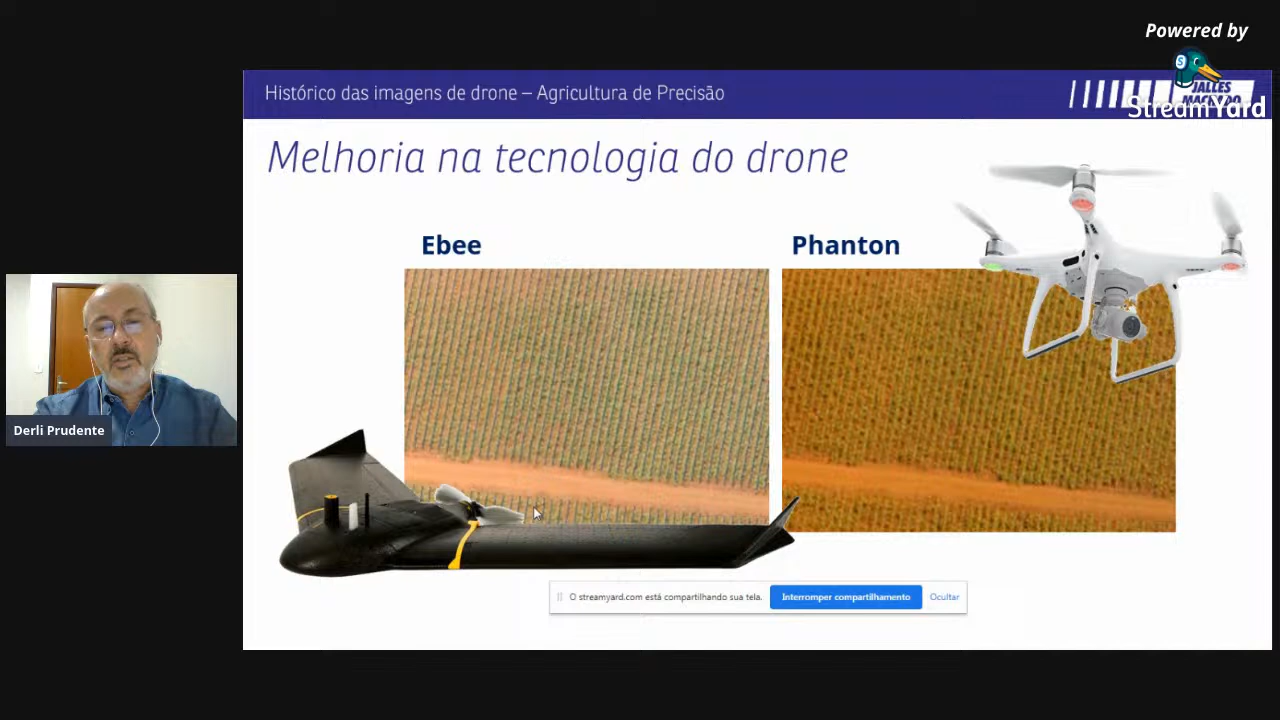 Powered by
StreamYard
Histórico das imagens de drone – Agricultura de Precisão
JALLES
Melhoria na tecnologia do drone
Ebee
Phanton
Derli Prudente
O streamyard.com está compartilhando sua tela.
Interromper compartilhamento
Ocultar